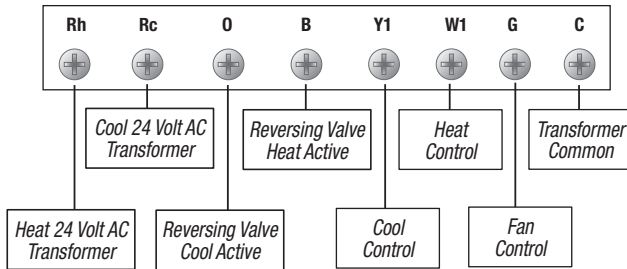 Rh Rc O B Y1 W1 G C
Cool 24 Volt AC
Transformer
Reversing Valve
Heat Active
Heat
Control
Transformer
Common
Heat 24 Volt AC
Transformer
Reversing Valve
Cool Active
Cool
Control
Fan
Control